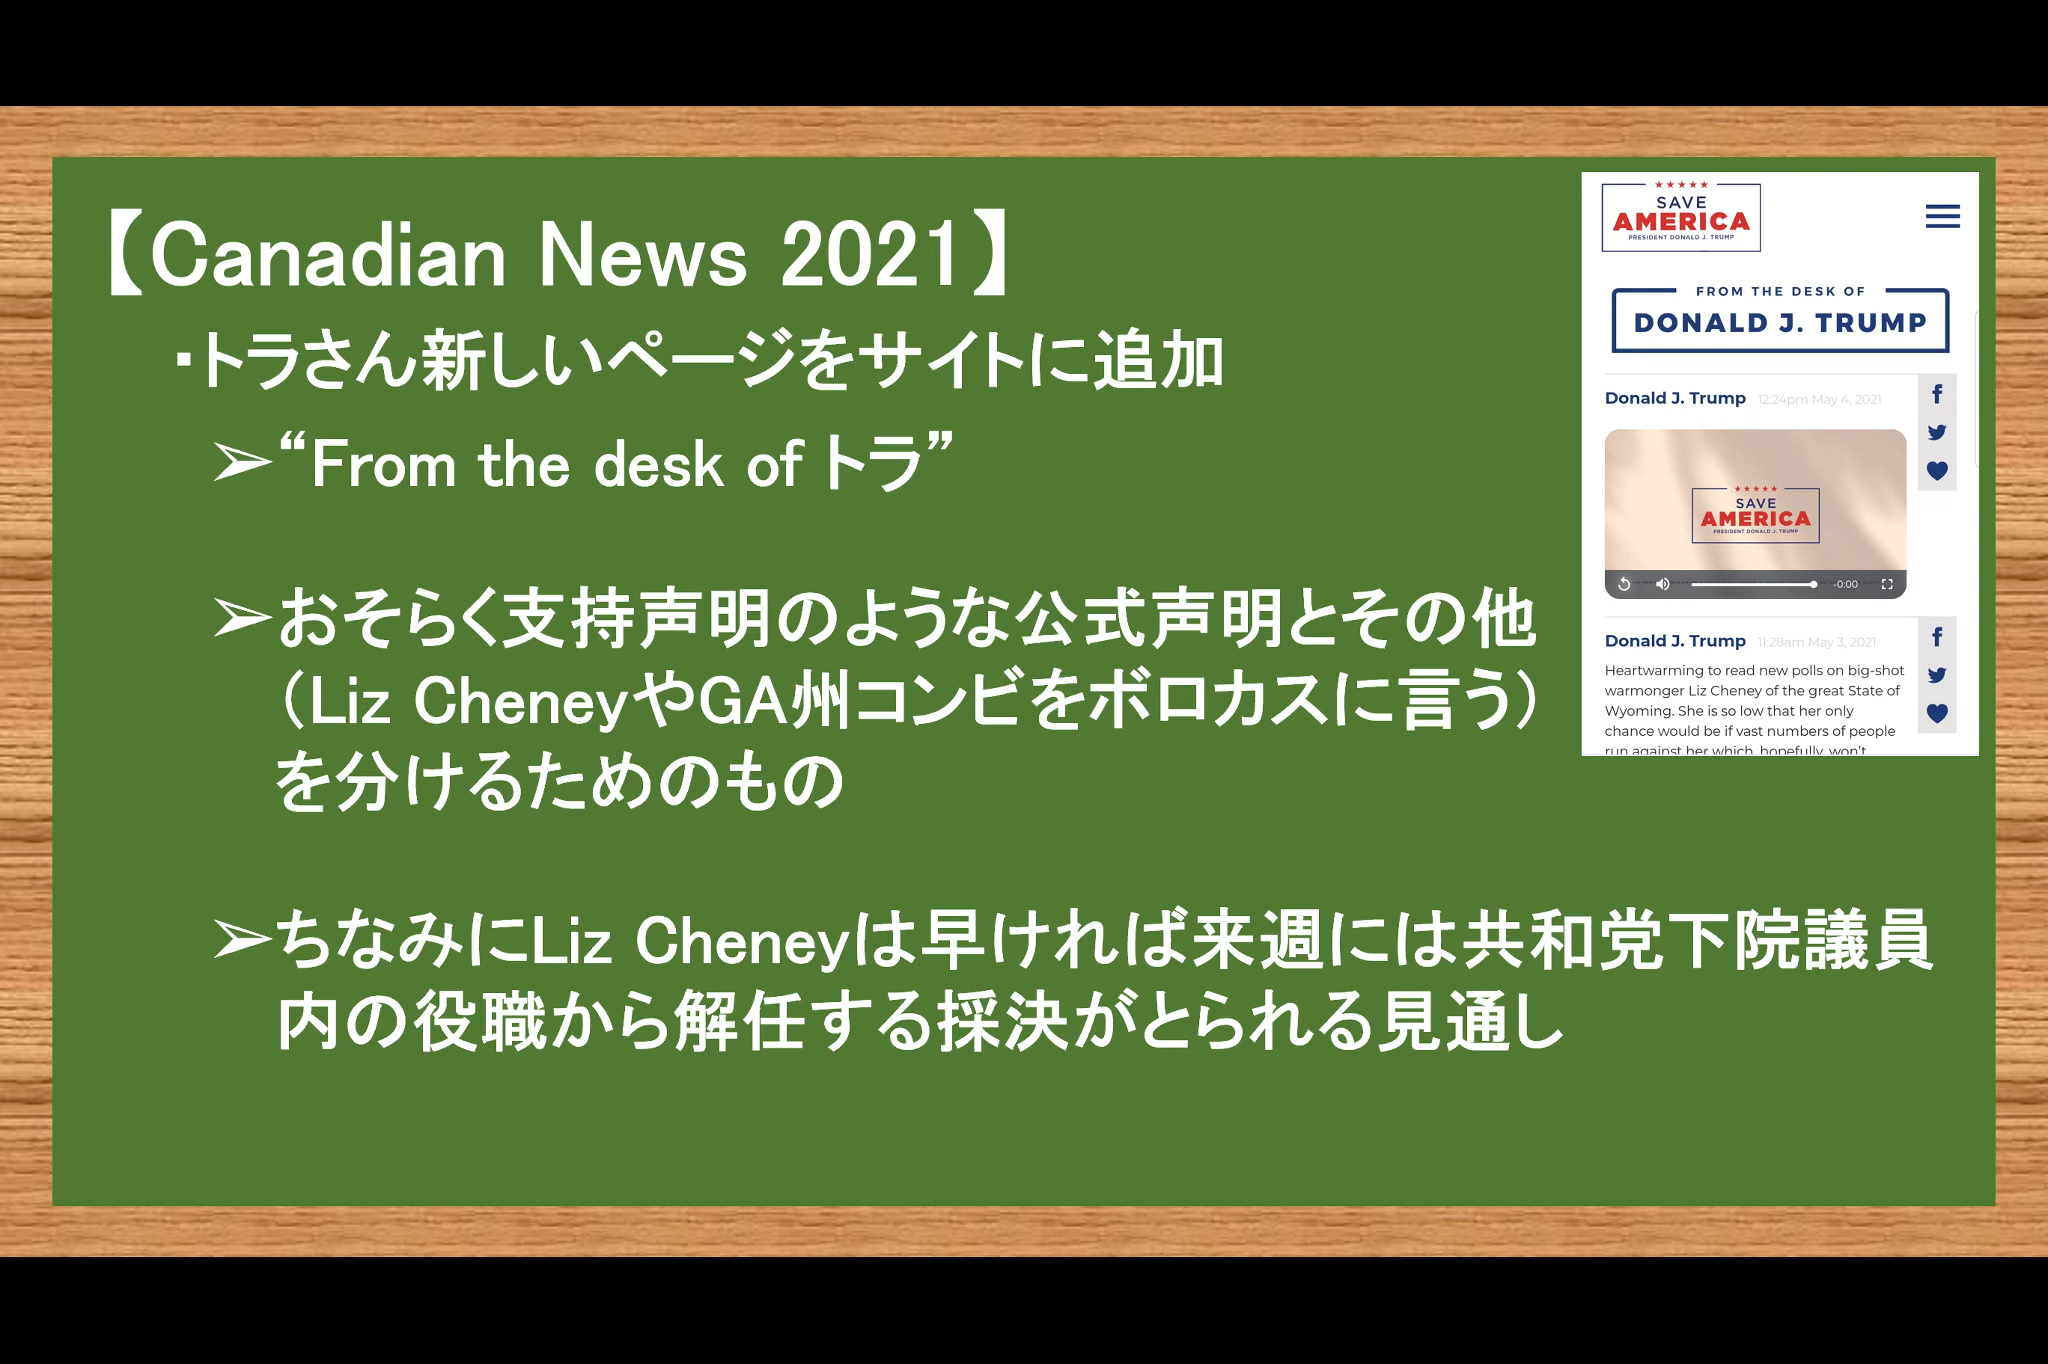 【Canadian News 2021】
・トラさん新しいページをサイトに追加
➢“From the desk of トラ”
➢おそらく支持声明のような公式声明とその他
（Liz CheneyやGA州コンビをボロカスに言う）
を分けるためのもの
➢ちなみにLiz Cheneyは早ければ来週には共和党下院議員
内の役職から解任する採決がとられる見通し
SAVE
AMERICA
PRESIDENT DONALD J. TRUMP
FROM THE DESK OF
DONALD J. TRUMP
Donald J. Trump 12:24pm May 4, 2021
SAVE
AMERICA
PRESIDENT DONALD J. TRUMP
-0:00
Donald J. Trump 11:28am May 3, 2021
Heartwarming to read new polls on big-shot
warmonger Liz Cheney of the great State of
Wyoming. She is so low that her only
chance would be if vast numbers of people
run against her which, hopefully, won't